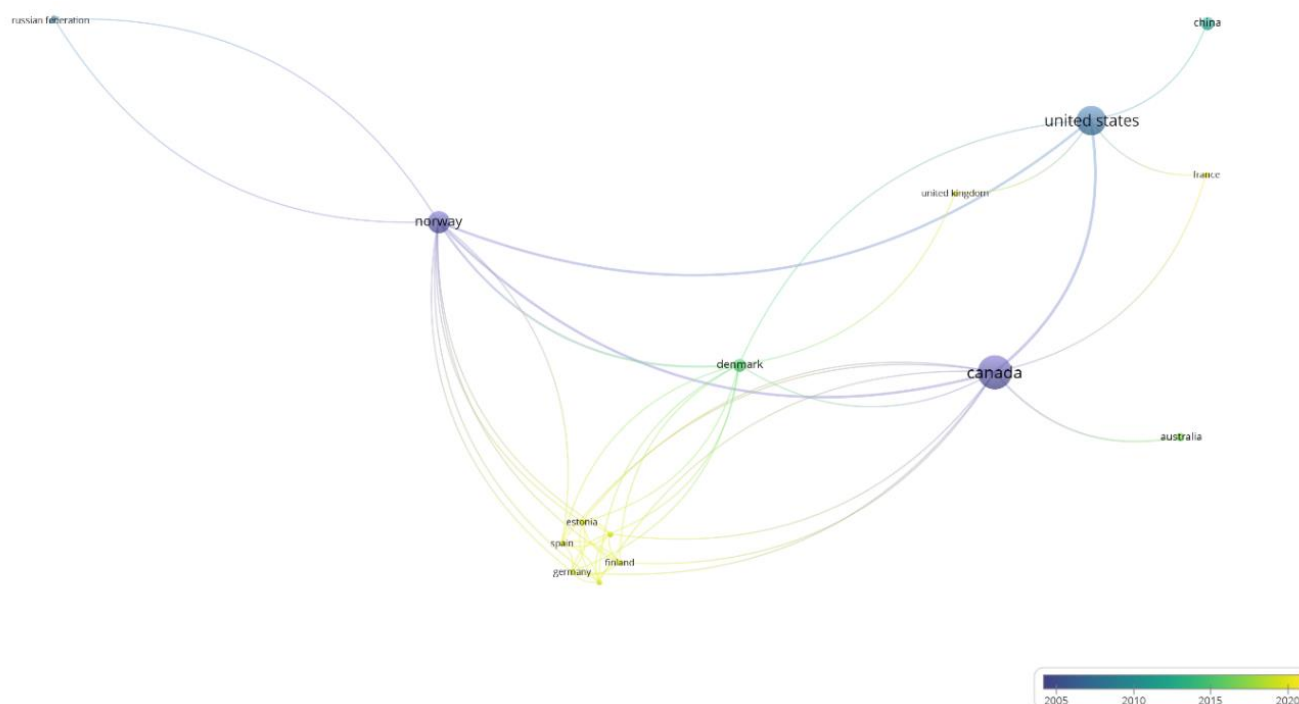 russian federation
china
united states
france
united kingdom
norway
denmark
canada
australia
estonia
spain
finland
germany
2005 2010 2015 2020